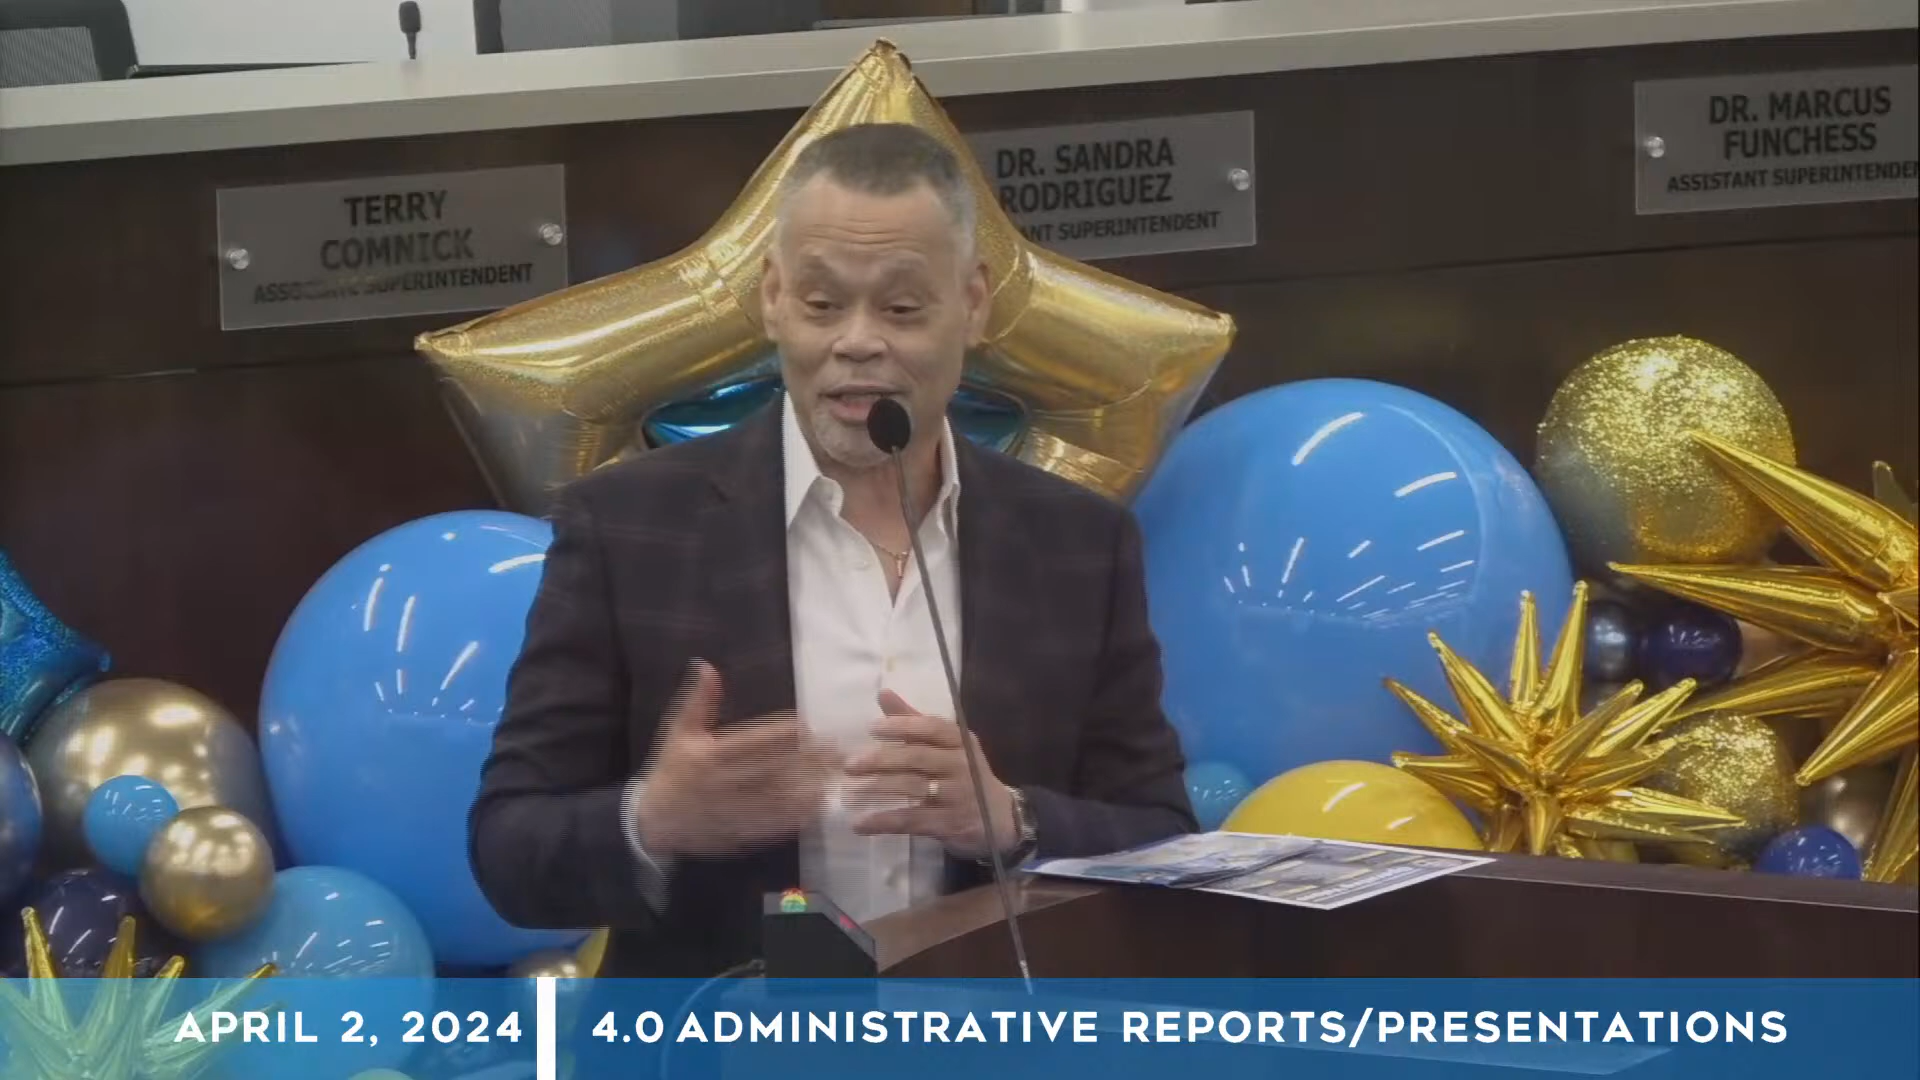 TERRY
COMNICK
ASSOCIATE SUPERINTENDENT
DR. SANDRA
RODRIGUEZ
SUPERINTENDENT
DR. MARCUS
FUNCHESS
ASSISTANT
APRIL 2, 2024
4.0 ADMINISTRATIVE REPORTS/PRESENTATIONS